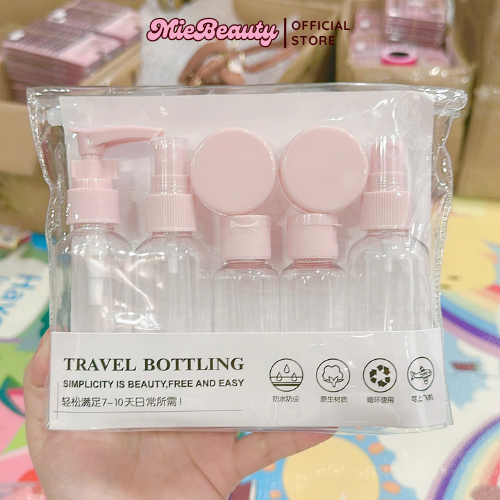 MieBeauty
OFFICIAL
STORE
TRAVEL BOTTLING
SIMPLICITY IS BEAUTY,FREE AND EASY
轻松满足7-10天日常所需!
防水防尘
原生材质
循环使用
可上飞机